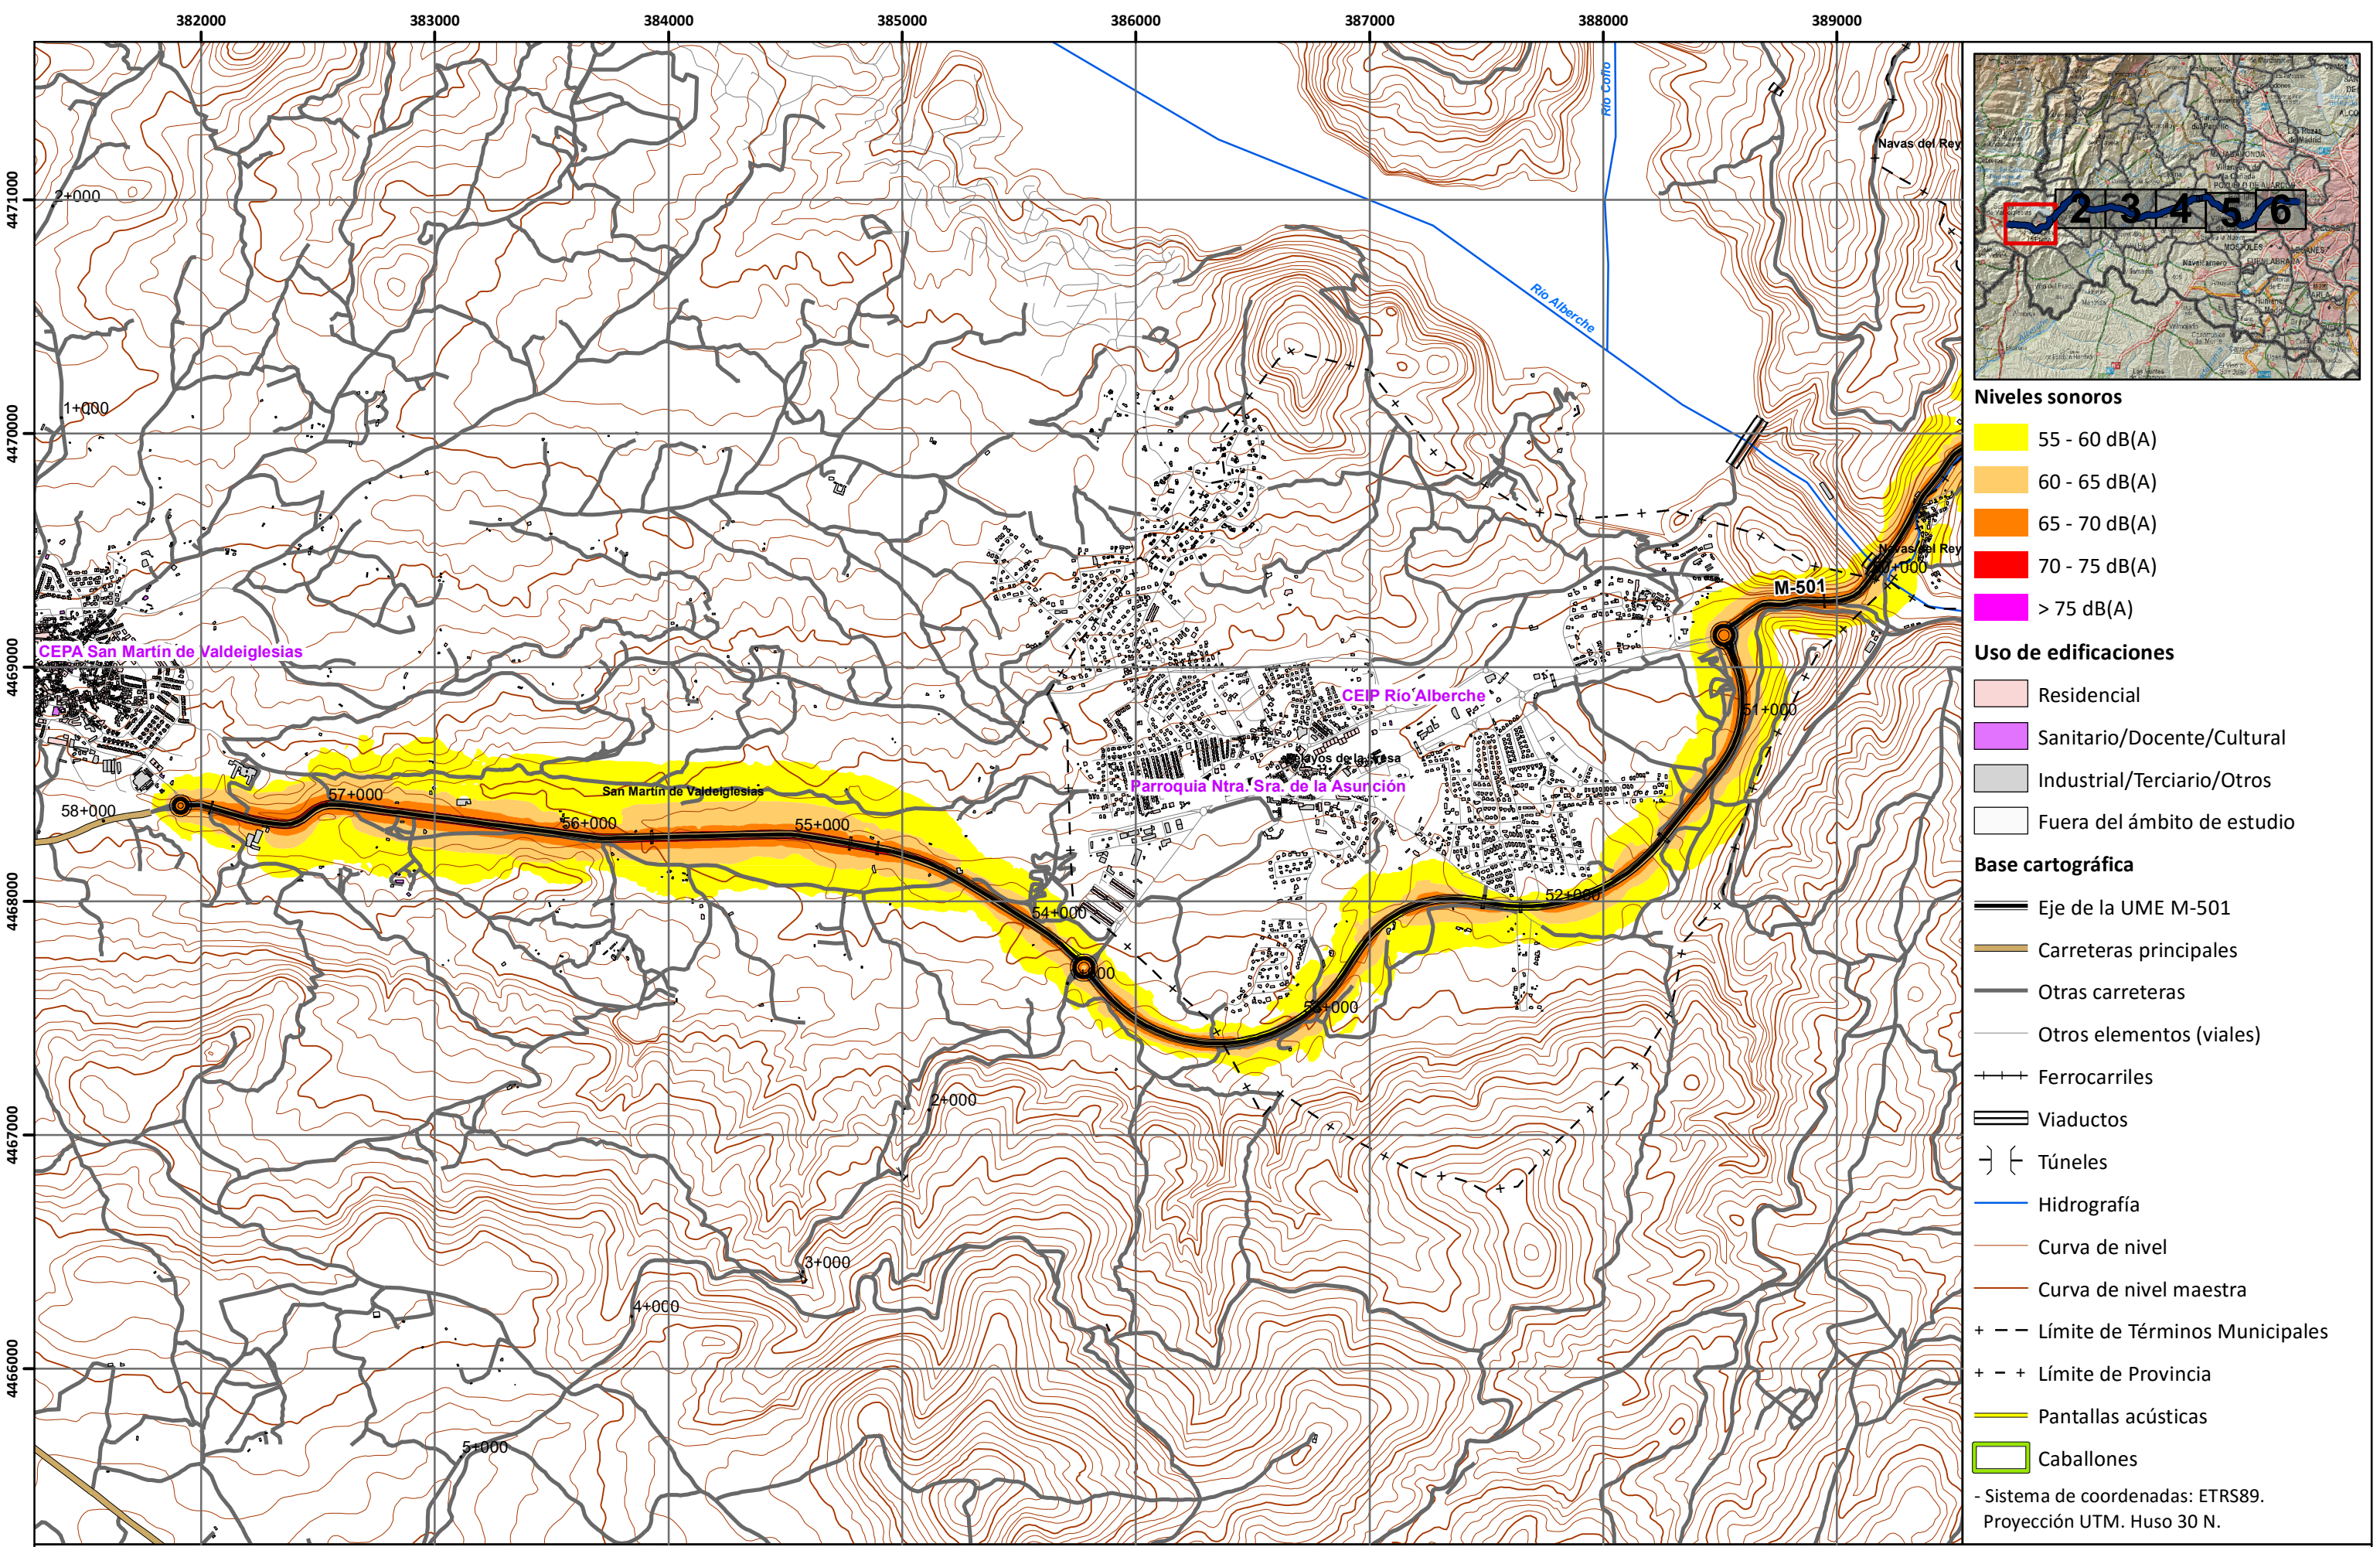 382000 383000 384000 385000 386000 387000 388000 389000
4471000
4470000
4469000
4468000
4467000
4466000
Río Cofio
Río Alberche
Navas del Rey
2+000
1+000
Navas del Rey
M-501
CEPA San Martín de Valdeiglesias
CEIP Río Alberche
51+000
Parroquia Ntra. Sra. de la Asunción
San Martín de Valdeiglesias
58+000
57+000
56+000
55+000
54+000
53+000
52+000
2+000
3+000
4+000
5+000
2 3 4 5 6
Niveles sonoros
55 - 60 dB(A)
60 - 65 dB(A)
65 - 70 dB(A)
70 - 75 dB(A)
> 75 dB(A)
Uso de edificaciones
Residencial
Sanitario/Docente/Cultural
Industrial/Terciario/Otros
Fuera del ámbito de estudio
Base cartográfica
Eje de la UME M-501
Carreteras principales
Otras carreteras
Otros elementos (viales)
Ferrocarriles
Viaductos
Túneles
Hidrografía
Curva de nivel
Curva de nivel maestra
Límite de Términos Municipales
Límite de Provincia
Pantallas acústicas
Caballones
- Sistema de coordenadas: ETRS89.
Proyección UTM. Huso 30 N.